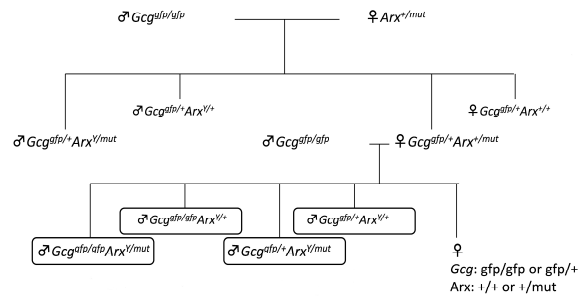 ♂Gcg^gfp/gfp ♀Arx^+/mut
♂Gcg^gfp/+Arx^Y/+ ♀Gcg^gfp/+Arx^+/+
♂Gcg^gfp/+Arx^Y/mut ♂Gcg^gfp/gfp ♀Gcg^gfp/+Arx^+/mut
♂Gcg^gfp/gfpArx^Y/+ ♂Gcg^gfp/+Arx^Y/+
♂Gcg^gfp/gfpArx^Y/mut ♂Gcg^gfp/+Arx^Y/mut ♀
Gcg: gfp/gfp or gfp/+
Arx: +/+ or +/mut